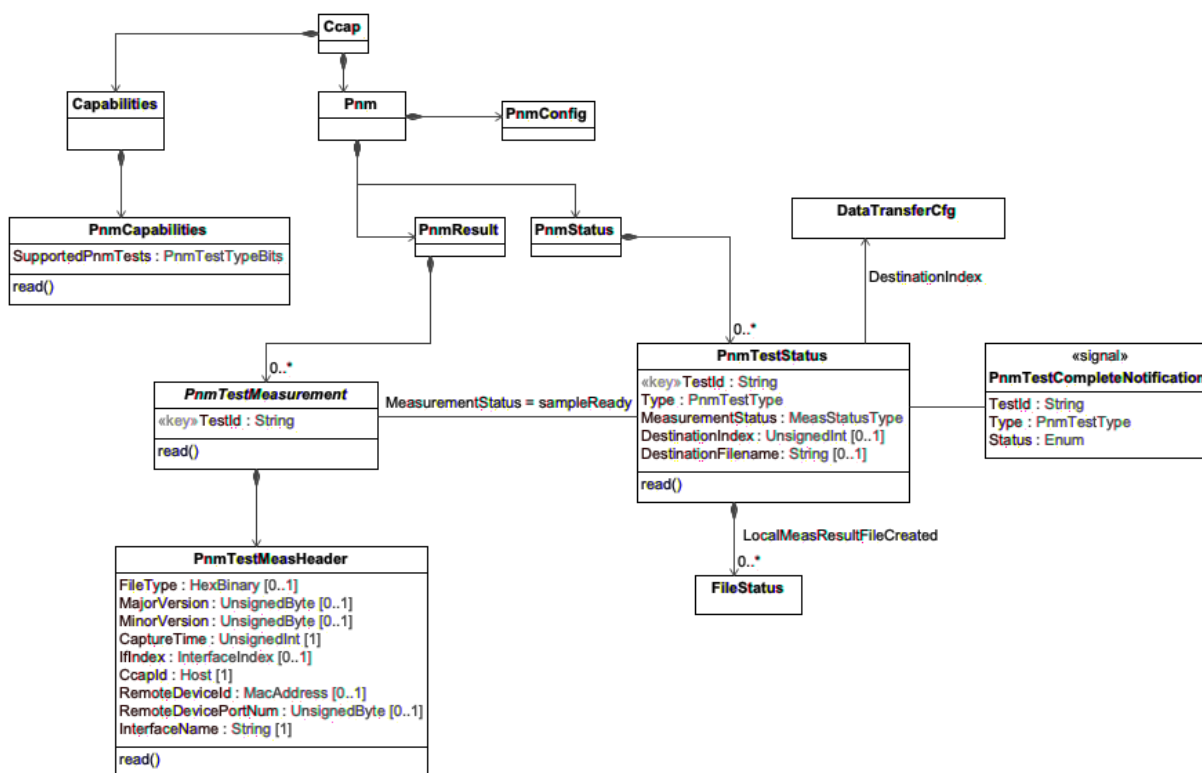 Ccap
Capabilities
Pnm
PnmConfig
PnmCapabilities
SupportedPnmTests : PnmTestTypeBits
read()
PnmResult
PnmStatus
DataTransferCfg
DestinationIndex
0..*
0..*
PnmTestMeasurement
«key» TestId : String
read()
MeasurementStatus = sampleReady
PnmTestStatus
«key» TestId : String
Type : PnmTestType
MeasurementStatus : MeasStatusType
DestinationIndex : UnsignedInt [0..1]
DestinationFilename : String [0..1]
read()
«signal»
PnmTestCompleteNotification
TestId : String
Type : PnmTestType
Status : Enum
LocalMeasResultFileCreated
0..*
FileStatus
PnmTestMeasHeader
FileType : HexBinary [0..1]
MajorVersion : UnsignedByte [0..1]
MinorVersion : UnsignedByte [0..1]
CaptureTime : UnsignedInt [1]
IfIndex : InterfaceIndex [0..1]
CcapId : Host [1]
RemoteDeviceId : MacAddress [0..1]
RemoteDevicePortNum : UnsignedByte [0..1]
InterfaceName : String [1]
read()